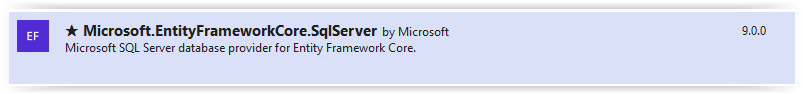 EF
★ Microsoft.EntityFrameworkCore.SqlServer by Microsoft 9.0.0
Microsoft SQL Server database provider for Entity Framework Core.